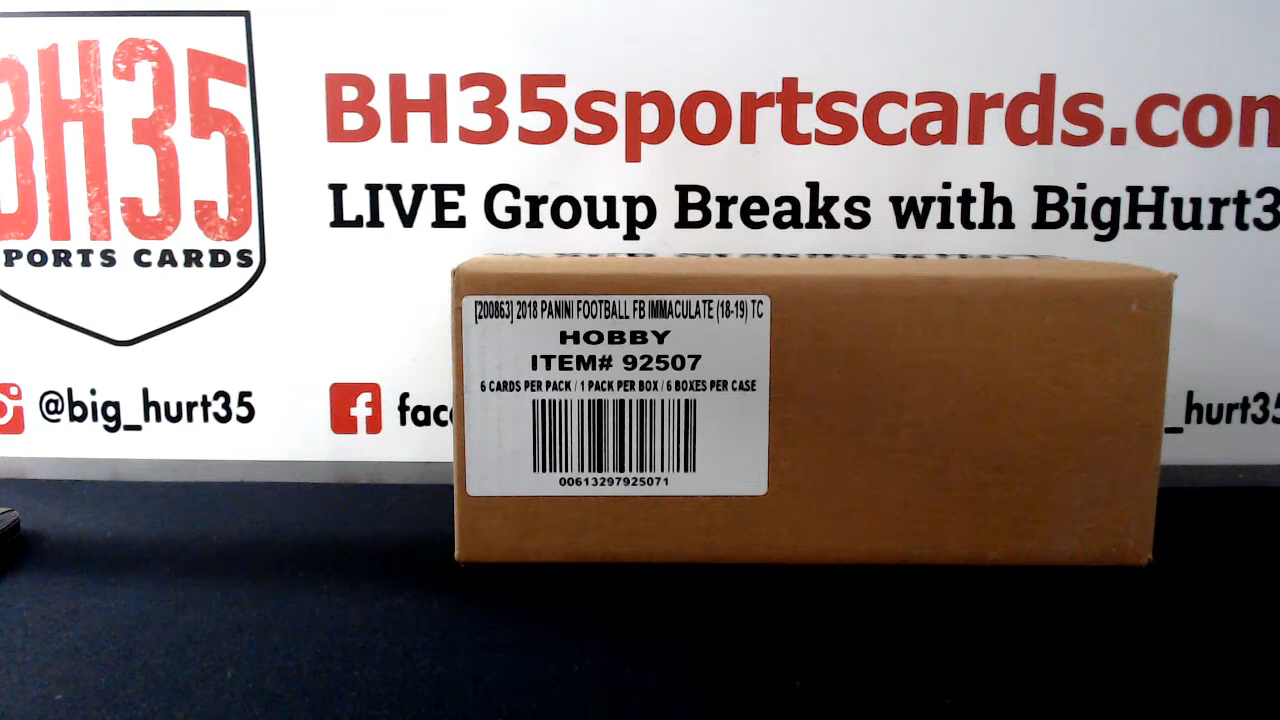 BH35
PORTS CARDS
BH35sportscards.con
LIVE Group Breaks with BigHurt3
@big_hurt35
fac
_hurt35
[200863] 2018 PANINI FOOTBALL FB IMMACULATE (18-19) TC
HOBBY
ITEM# 92507
6 CARDS PER PACK / 1 PACK PER BOX / 6 BOXES PER CASE
00613297925071